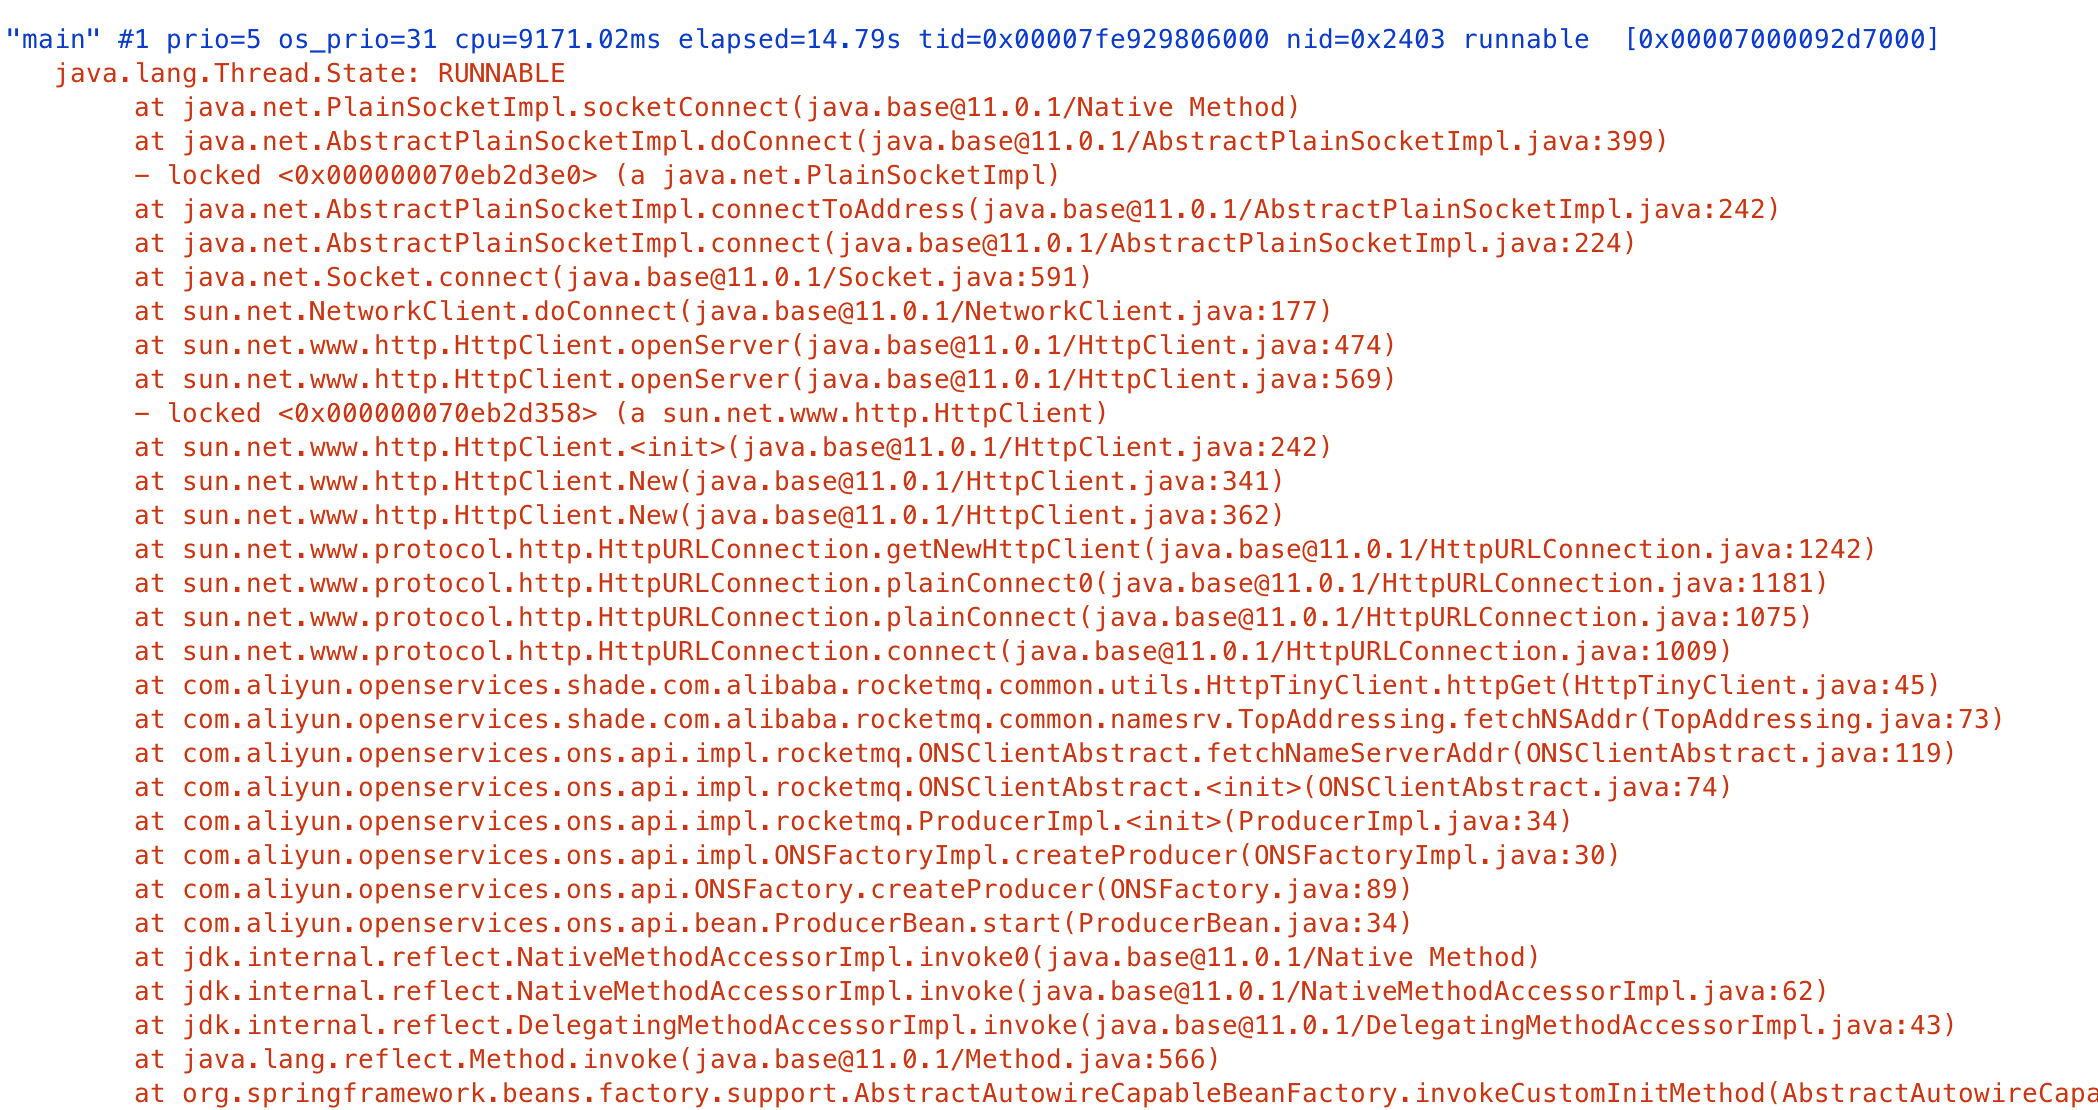 "main" #1 prio=5 os_prio=31 cpu=9171.02ms elapsed=14.79s tid=0x00007fe929806000 nid=0x2403 runnable  [0x00007000092d7000]
   java.lang.Thread.State: RUNNABLE
        at java.net.PlainSocketImpl.socketConnect(java.base@11.0.1/Native Method)
        at java.net.AbstractPlainSocketImpl.doConnect(java.base@11.0.1/AbstractPlainSocketImpl.java:399)
        - locked <0x000000070eb2d3e0> (a java.net.PlainSocketImpl)
        at java.net.AbstractPlainSocketImpl.connectToAddress(java.base@11.0.1/AbstractPlainSocketImpl.java:242)
        at java.net.AbstractPlainSocketImpl.connect(java.base@11.0.1/AbstractPlainSocketImpl.java:224)
        at java.net.Socket.connect(java.base@11.0.1/Socket.java:591)
        at sun.net.NetworkClient.doConnect(java.base@11.0.1/NetworkClient.java:177)
        at sun.net.www.http.HttpClient.openServer(java.base@11.0.1/HttpClient.java:474)
        at sun.net.www.http.HttpClient.openServer(java.base@11.0.1/HttpClient.java:569)
        - locked <0x000000070eb2d358> (a sun.net.www.http.HttpClient)
        at sun.net.www.http.HttpClient.<init>(java.base@11.0.1/HttpClient.java:242)
        at sun.net.www.http.HttpClient.New(java.base@11.0.1/HttpClient.java:341)
        at sun.net.www.http.HttpClient.New(java.base@11.0.1/HttpClient.java:362)
        at sun.net.www.protocol.http.HttpURLConnection.getNewHttpClient(java.base@11.0.1/HttpURLConnection.java:1242)
        at sun.net.www.protocol.http.HttpURLConnection.plainConnect0(java.base@11.0.1/HttpURLConnection.java:1181)
        at sun.net.www.protocol.http.HttpURLConnection.plainConnect(java.base@11.0.1/HttpURLConnection.java:1075)
        at sun.net.www.protocol.http.HttpURLConnection.connect(java.base@11.0.1/HttpURLConnection.java:1009)
        at com.aliyun.openservices.shade.com.alibaba.rocketmq.common.utils.HttpTinyClient.httpGet(HttpTinyClient.java:45)
        at com.aliyun.openservices.shade.com.alibaba.rocketmq.common.namesrv.TopAddressing.fetchNSAddr(TopAddressing.java:73)
        at com.aliyun.openservices.ons.api.impl.rocketmq.ONSClientAbstract.fetchNameServerAddr(ONSClientAbstract.java:119)
        at com.aliyun.openservices.ons.api.impl.rocketmq.ONSClientAbstract.<init>(ONSClientAbstract.java:74)
        at com.aliyun.openservices.ons.api.impl.rocketmq.ProducerImpl.<init>(ProducerImpl.java:34)
        at com.aliyun.openservices.ons.api.impl.ONSFactoryImpl.createProducer(ONSFactoryImpl.java:30)
        at com.aliyun.openservices.ons.api.ONSFactory.createProducer(ONSFactory.java:89)
        at com.aliyun.openservices.ons.api.bean.ProducerBean.start(ProducerBean.java:34)
        at jdk.internal.reflect.NativeMethodAccessorImpl.invoke0(java.base@11.0.1/Native Method)
        at jdk.internal.reflect.NativeMethodAccessorImpl.invoke(java.base@11.0.1/NativeMethodAccessorImpl.java:62)
        at jdk.internal.reflect.DelegatingMethodAccessorImpl.invoke(java.base@11.0.1/DelegatingMethodAccessorImpl.java:43)
        at java.lang.reflect.Method.invoke(java.base@11.0.1/Method.java:566)
        at org.springframework.beans.factory.support.AbstractAutowireCapableBeanFactory.invokeCustomInitMethod(AbstractAutowireCapa